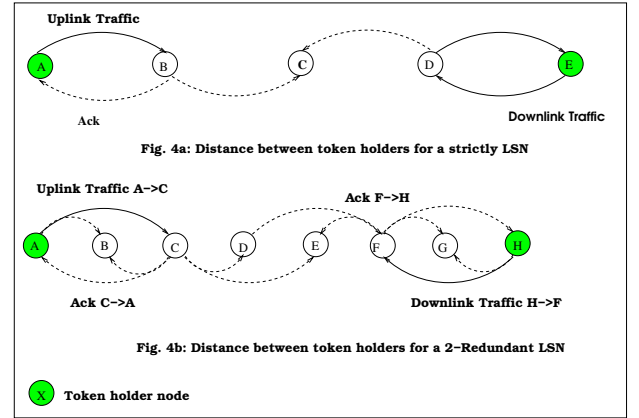 Uplink Traffic
A B C D E
Ack
Downlink Traffic
Fig. 4a: Distance between token holders for a strictly LSN
Uplink Traffic A->C
Ack F->H
A B C D E F G H
Ack C->A
Downlink Traffic H->F
Fig. 4b: Distance between token holders for a 2-Redundant LSN
X Token holder node